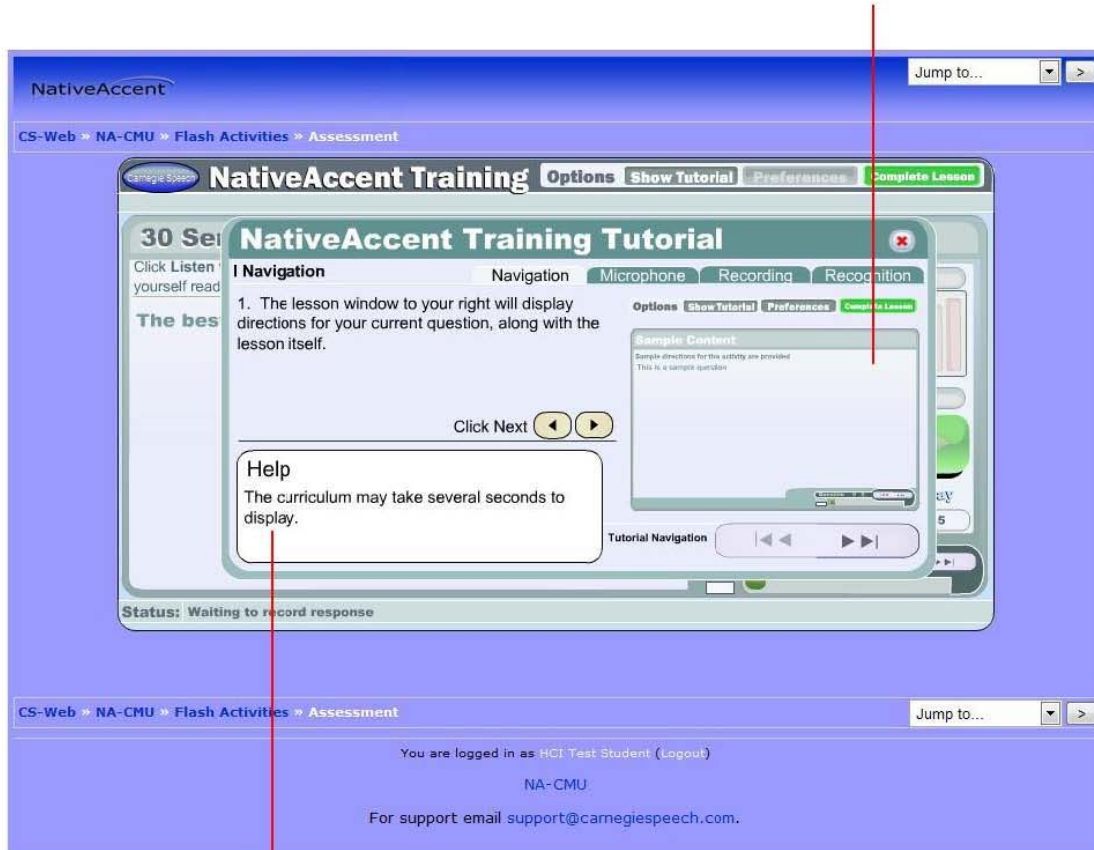 Jump to... >
NativeAccent
CS-Web » NA-CMU » Flash Activities » Assessment
Carnegie Speech NativeAccent Training Options Show Tutorial Preferences Complete Lesson
30 Sen
NativeAccent Training Tutorial
Click Listen
yourself read
The bes
I Navigation
Navigation Microphone Recording Recognition
1. The lesson window to your right will display
directions for your current question, along with the
lesson itself.
Options Show Tutorial Preferences Complete Lesson
Sample Content
Sample directions for the activity are provided
This is a sample question
Click Next
Help
The curriculum may take several seconds to
display.
Tutorial Navigation
ay
5
Status: Waiting to record response
CS-Web » NA-CMU » Flash Activities » Assessment
Jump to... >
You are logged in as HCI Test Student (Logout)
NA-CMU
For support email support@carnegiespeech.com.